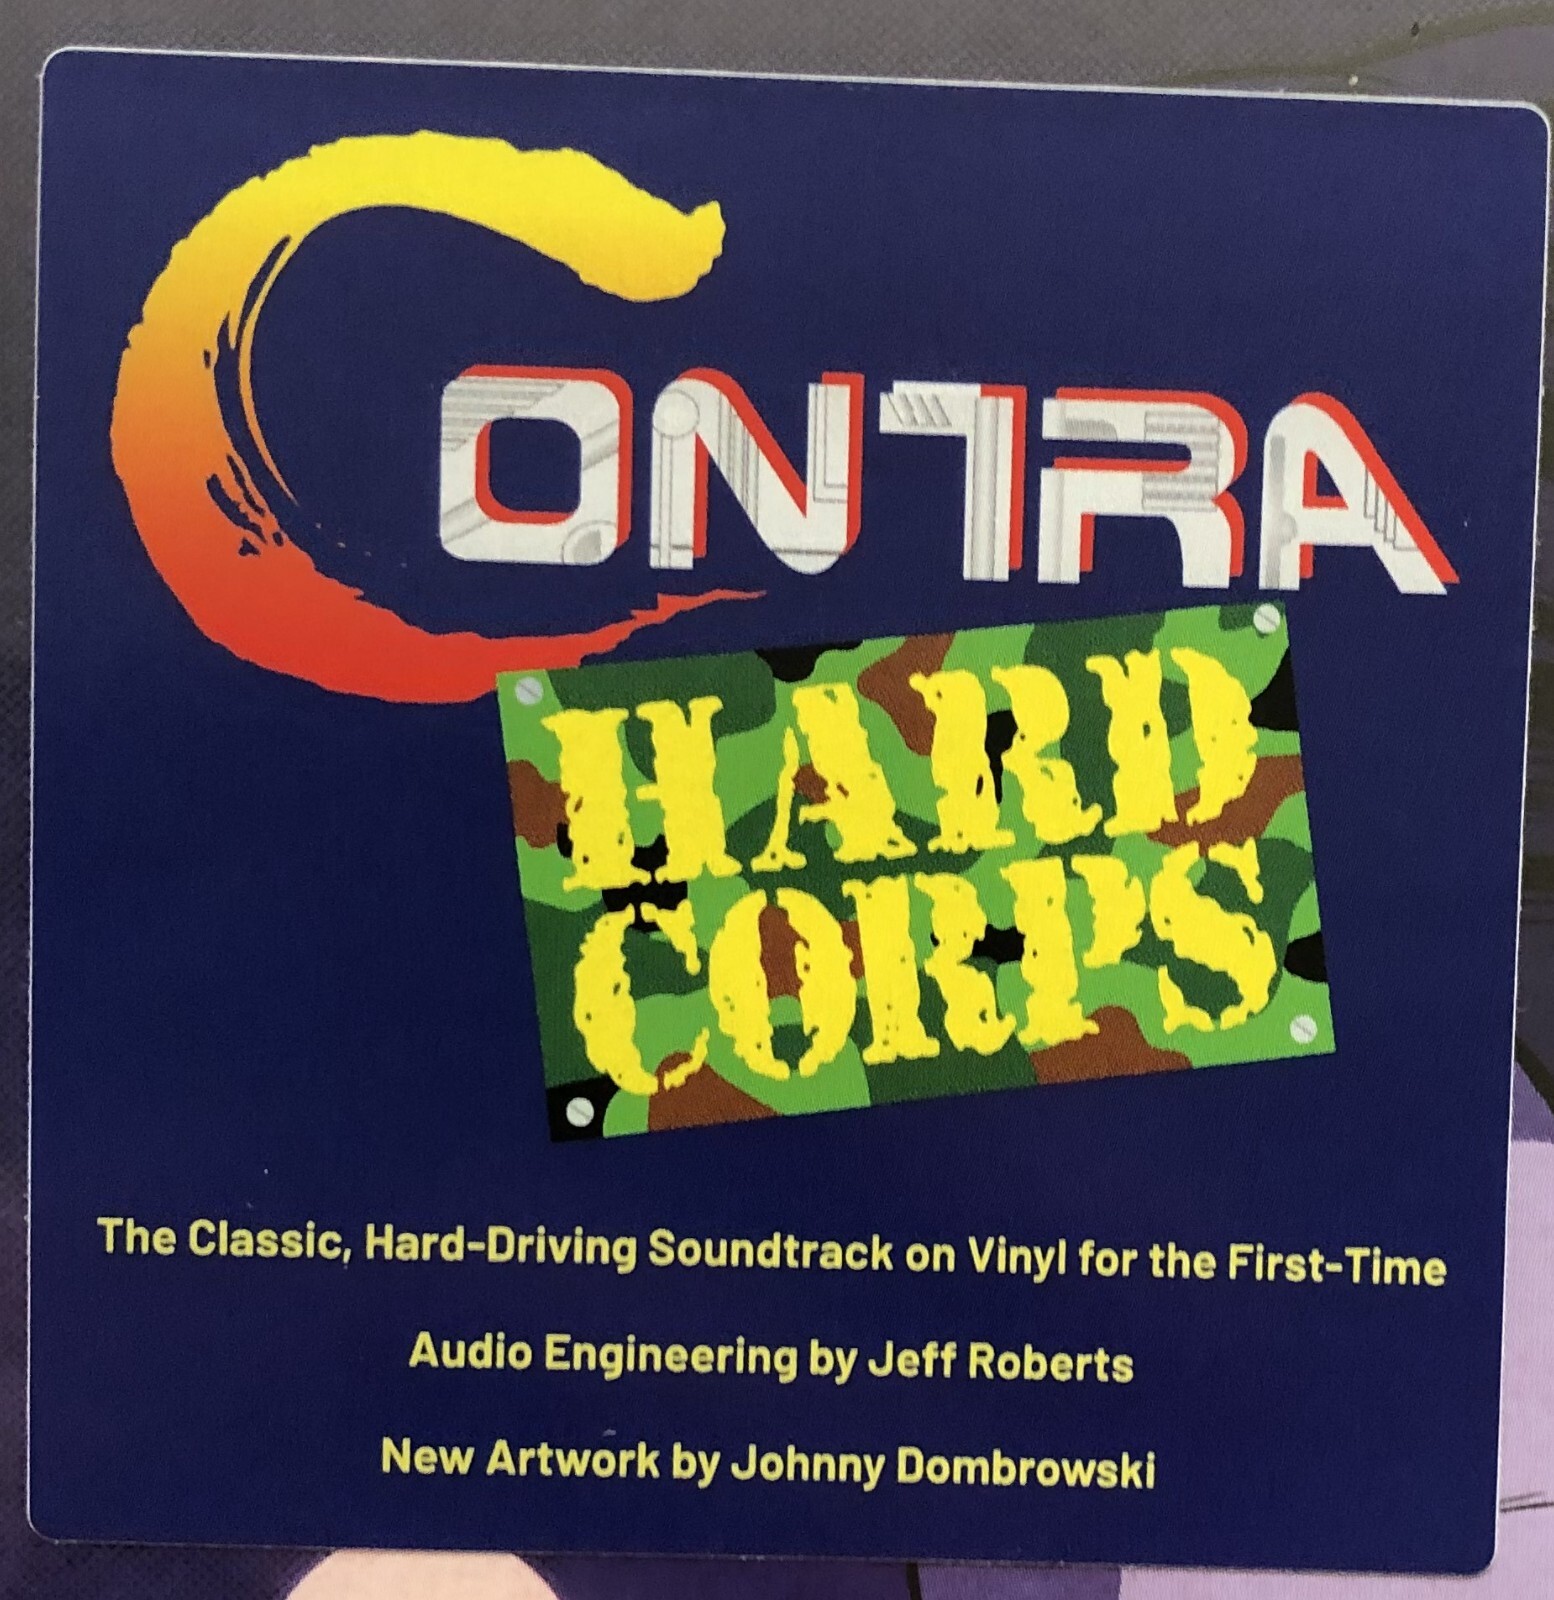 CONTRA
HARD
CORPS
The Classic, Hard-Driving Soundtrack on Vinyl for the First-Time
Audio Engineering by Jeff Roberts
New Artwork by Johnny Dombrowski